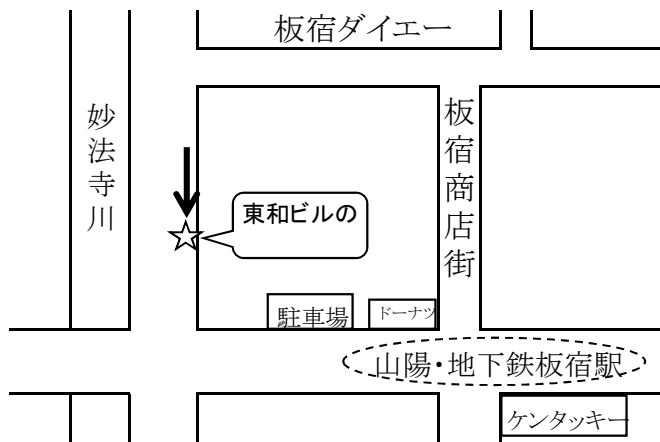 板宿ダイエー
妙法寺川
板宿商店街
東和ビルの
駐車場
ドーナツ
山陽・地下鉄板宿駅
ケンタッキー